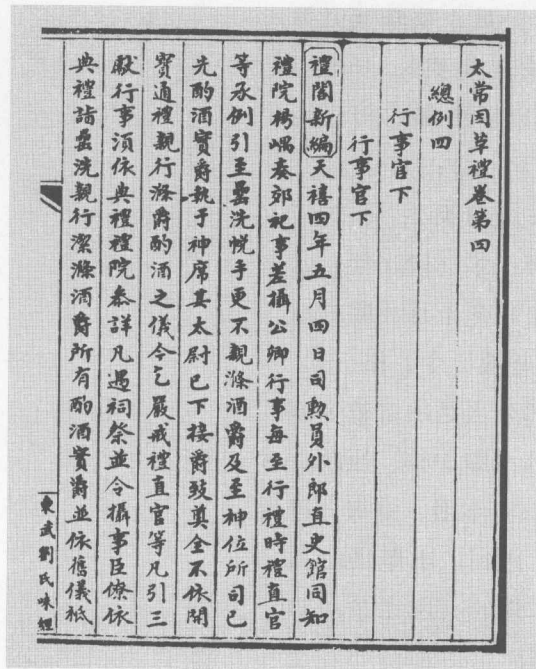 太常因革禮卷第四
總例四
行事官下
行事官下
禮閣新編天禧四年五月四日司勲員外郎直史館同知
禮院楊嵎奏郊祀事差攝公卿行事每至行禮時禮直官
等承例引至罍洗帨手更不親滌酒爵及至神位所司已
先酌酒實爵執于神席其太尉已下接爵致奠全不依開
寳通禮親行滌爵酌酒之儀今乞嚴戒禮直官等凡引三
獻行事湏依典禮禮院叅詳凡遇祠祭並令攝事臣僚依
典禮詣罍洗親行潔滌酒爵所有酌酒實爵並依舊儀祗
東武劉氏味經